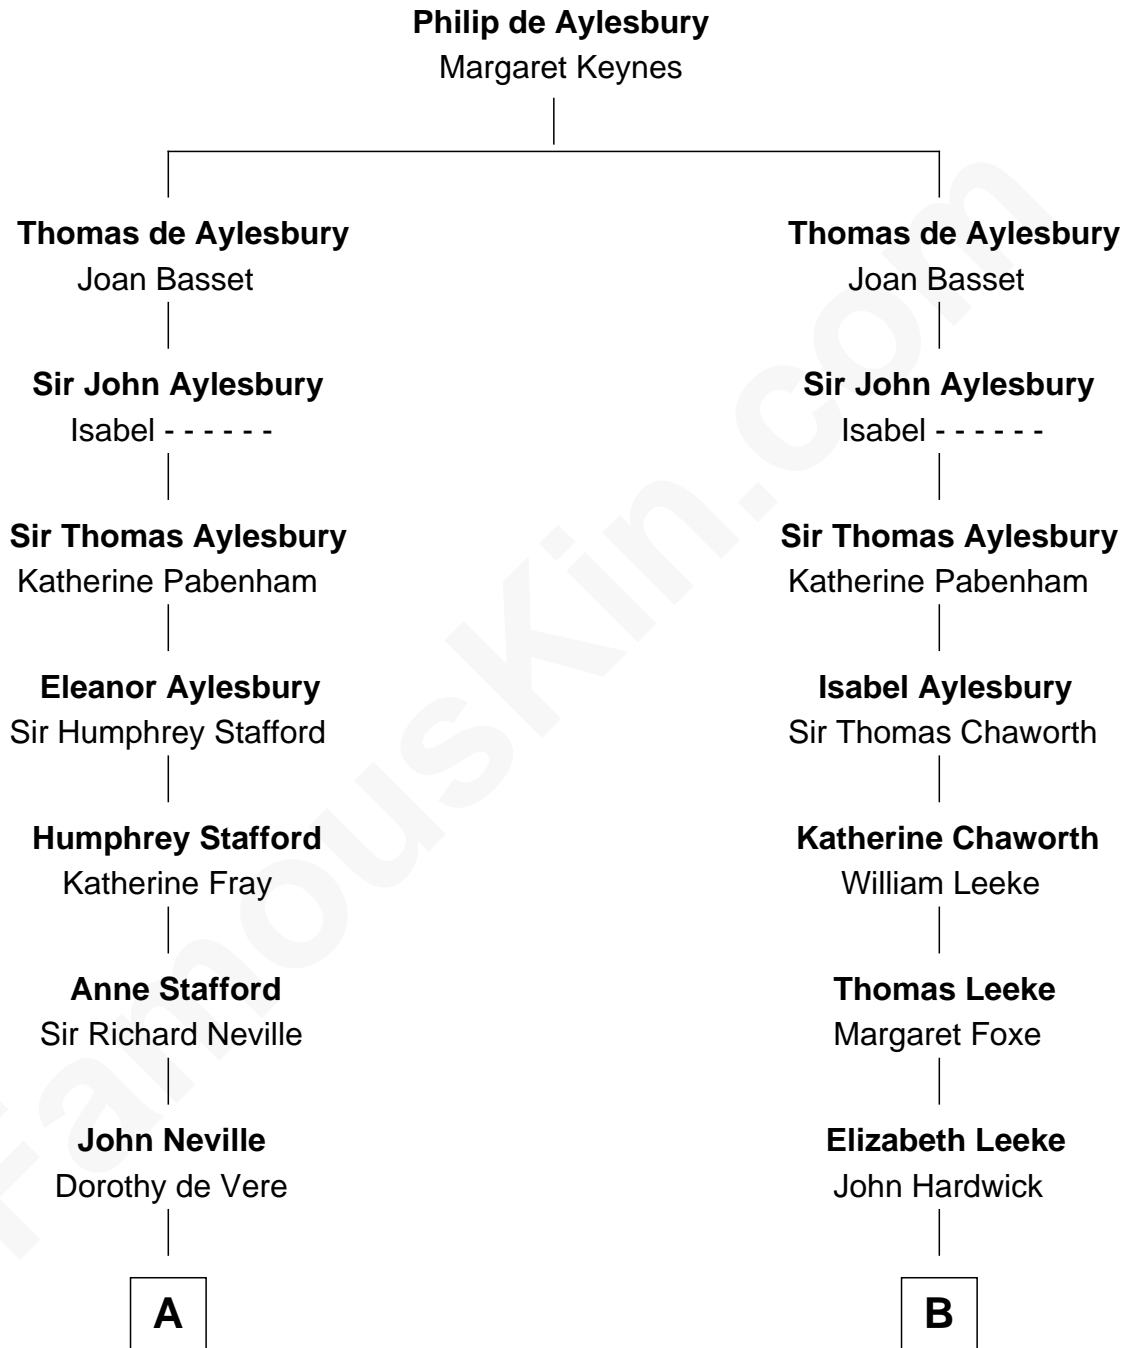 Philip de Aylesbury
Margaret Keynes
Thomas de Aylesbury Thomas de Aylesbury
Joan Basset Joan Basset
Sir John Aylesbury Sir John Aylesbury
Isabel - - - - - - Isabel - - - - - -
Sir Thomas Aylesbury Sir Thomas Aylesbury
Katherine Pabenham Katherine Pabenham
Eleanor Aylesbury Isabel Aylesbury
Sir Humphrey Stafford Sir Thomas Chaworth
Humphrey Stafford Katherine Chaworth
Katherine Fray William Leeke
Anne Stafford Thomas Leeke
Sir Richard Neville Margaret Foxe
John Neville Elizabeth Leeke
Dorothy de Vere John Hardwick
A B
FamousKin.com